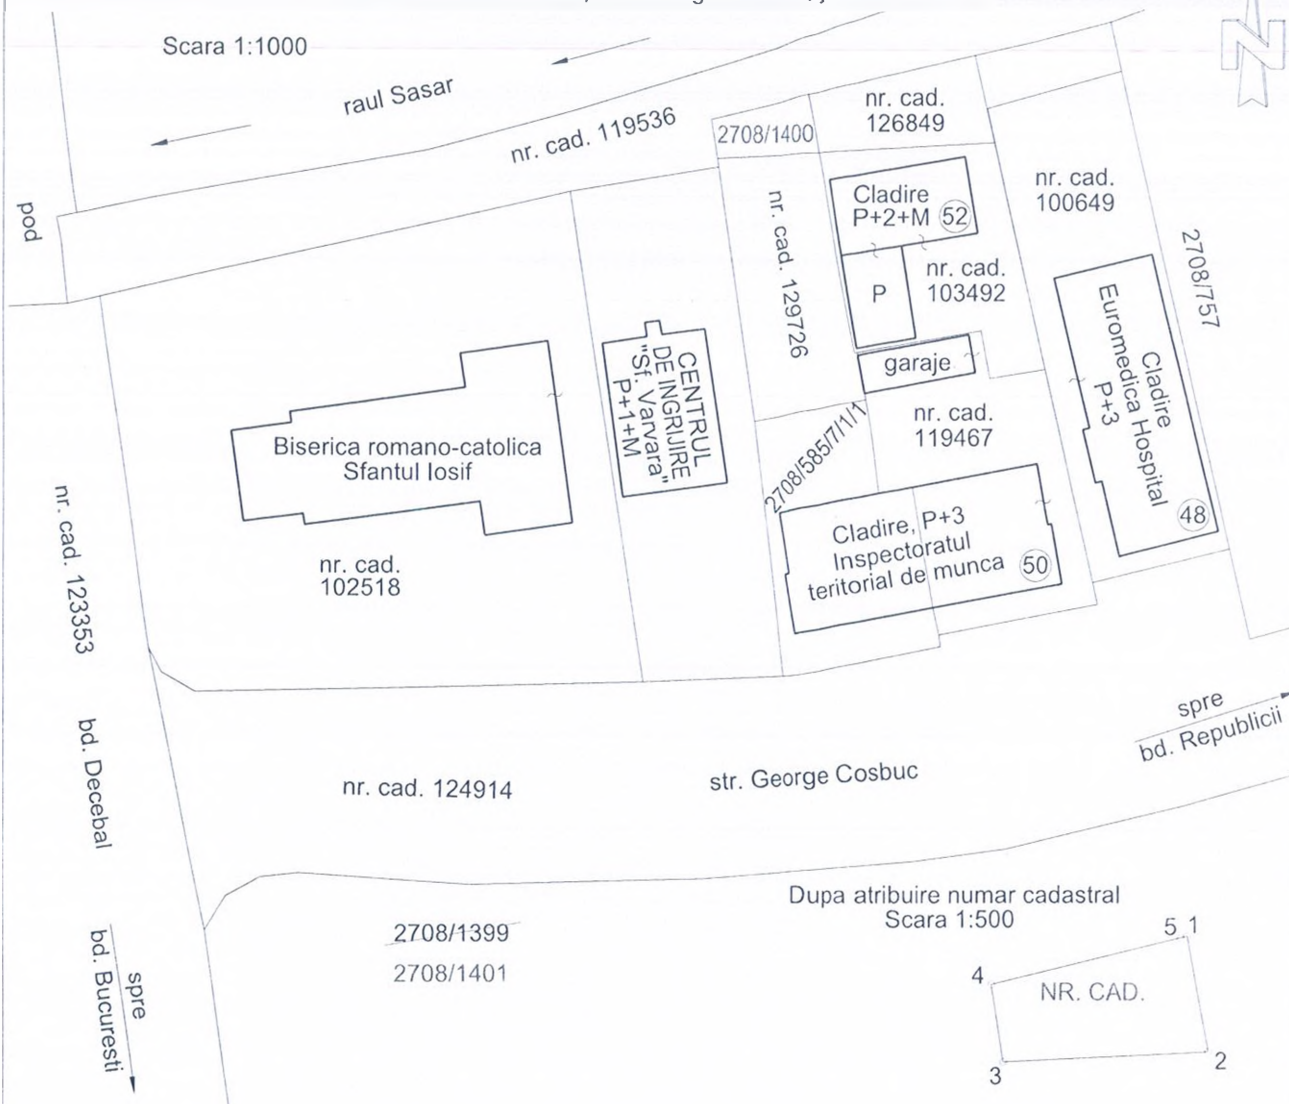 Scara 1:1000
raul Sasar
nr. cad. 119536
pod
2708/1400
nr. cad.
126849
nr. cad.
100649
Cladire
P+2+M 52
nr. cad. 129726
P
nr. cad.
103492
2708/757
garaje
Cladire
Euromedica Hospital
P+3
48
CENTRUL
DE INGRIJIRE
"Sf. Varvara"
P+1+M
Biserica romano-catolica
Sfantul Iosif
nr. cad.
102518
2708/585/7/1/1
nr. cad.
119467
Cladire, P+3
Inspectoratul
teritorial de munca 50
nr. cad. 123353
bd. Decebal
spre
bd. Republicii
nr. cad. 124914
str. George Cosbuc
spre
bd. Bucuresti
2708/1399
2708/1401
Dupa atribuire numar cadastral
Scara 1:500
5 1
4
NR. CAD.
3
2
N